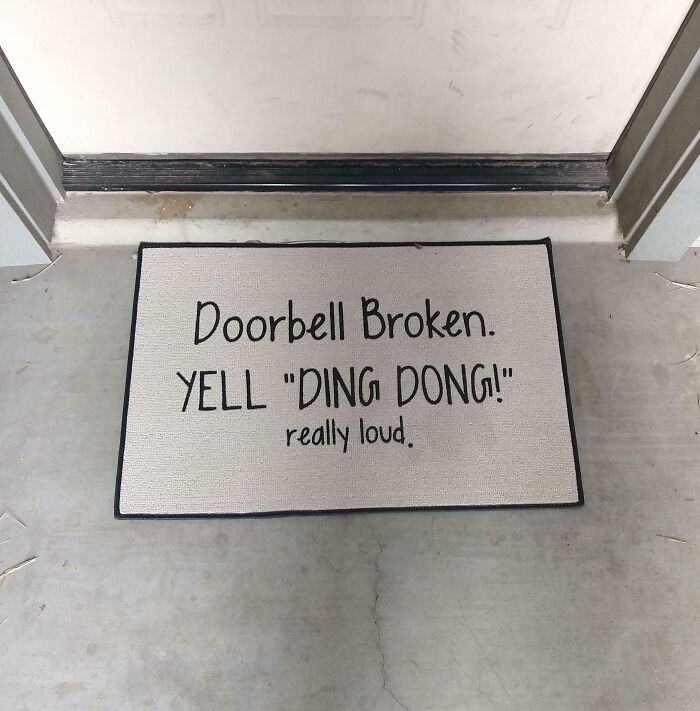 Doorbell Broken.
YELL "DING DONG!"
really loud.